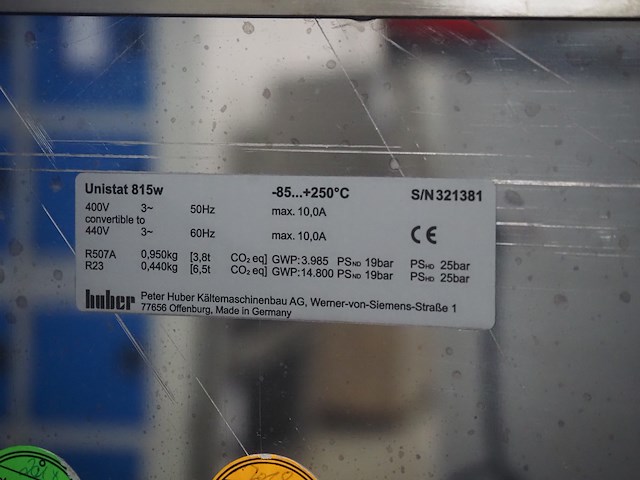 Unistat 815w -85...+250°C S/N321381
400V 3~ 50Hz max. 10,0A
convertible to
440V 3~ 60Hz max. 10,0A
CE
R507A 0,950kg [3,8t CO2 eq] GWP:3.985 PSND 19bar PSHD 25bar
R23 0,440kg [6,5t CO2 eq] GWP:14.800 PSND 19bar PSHD 25bar
huber Peter Huber Kältemaschinenbau AG, Werner-von-Siemens-Straße 1
77656 Offenburg, Made in Germany